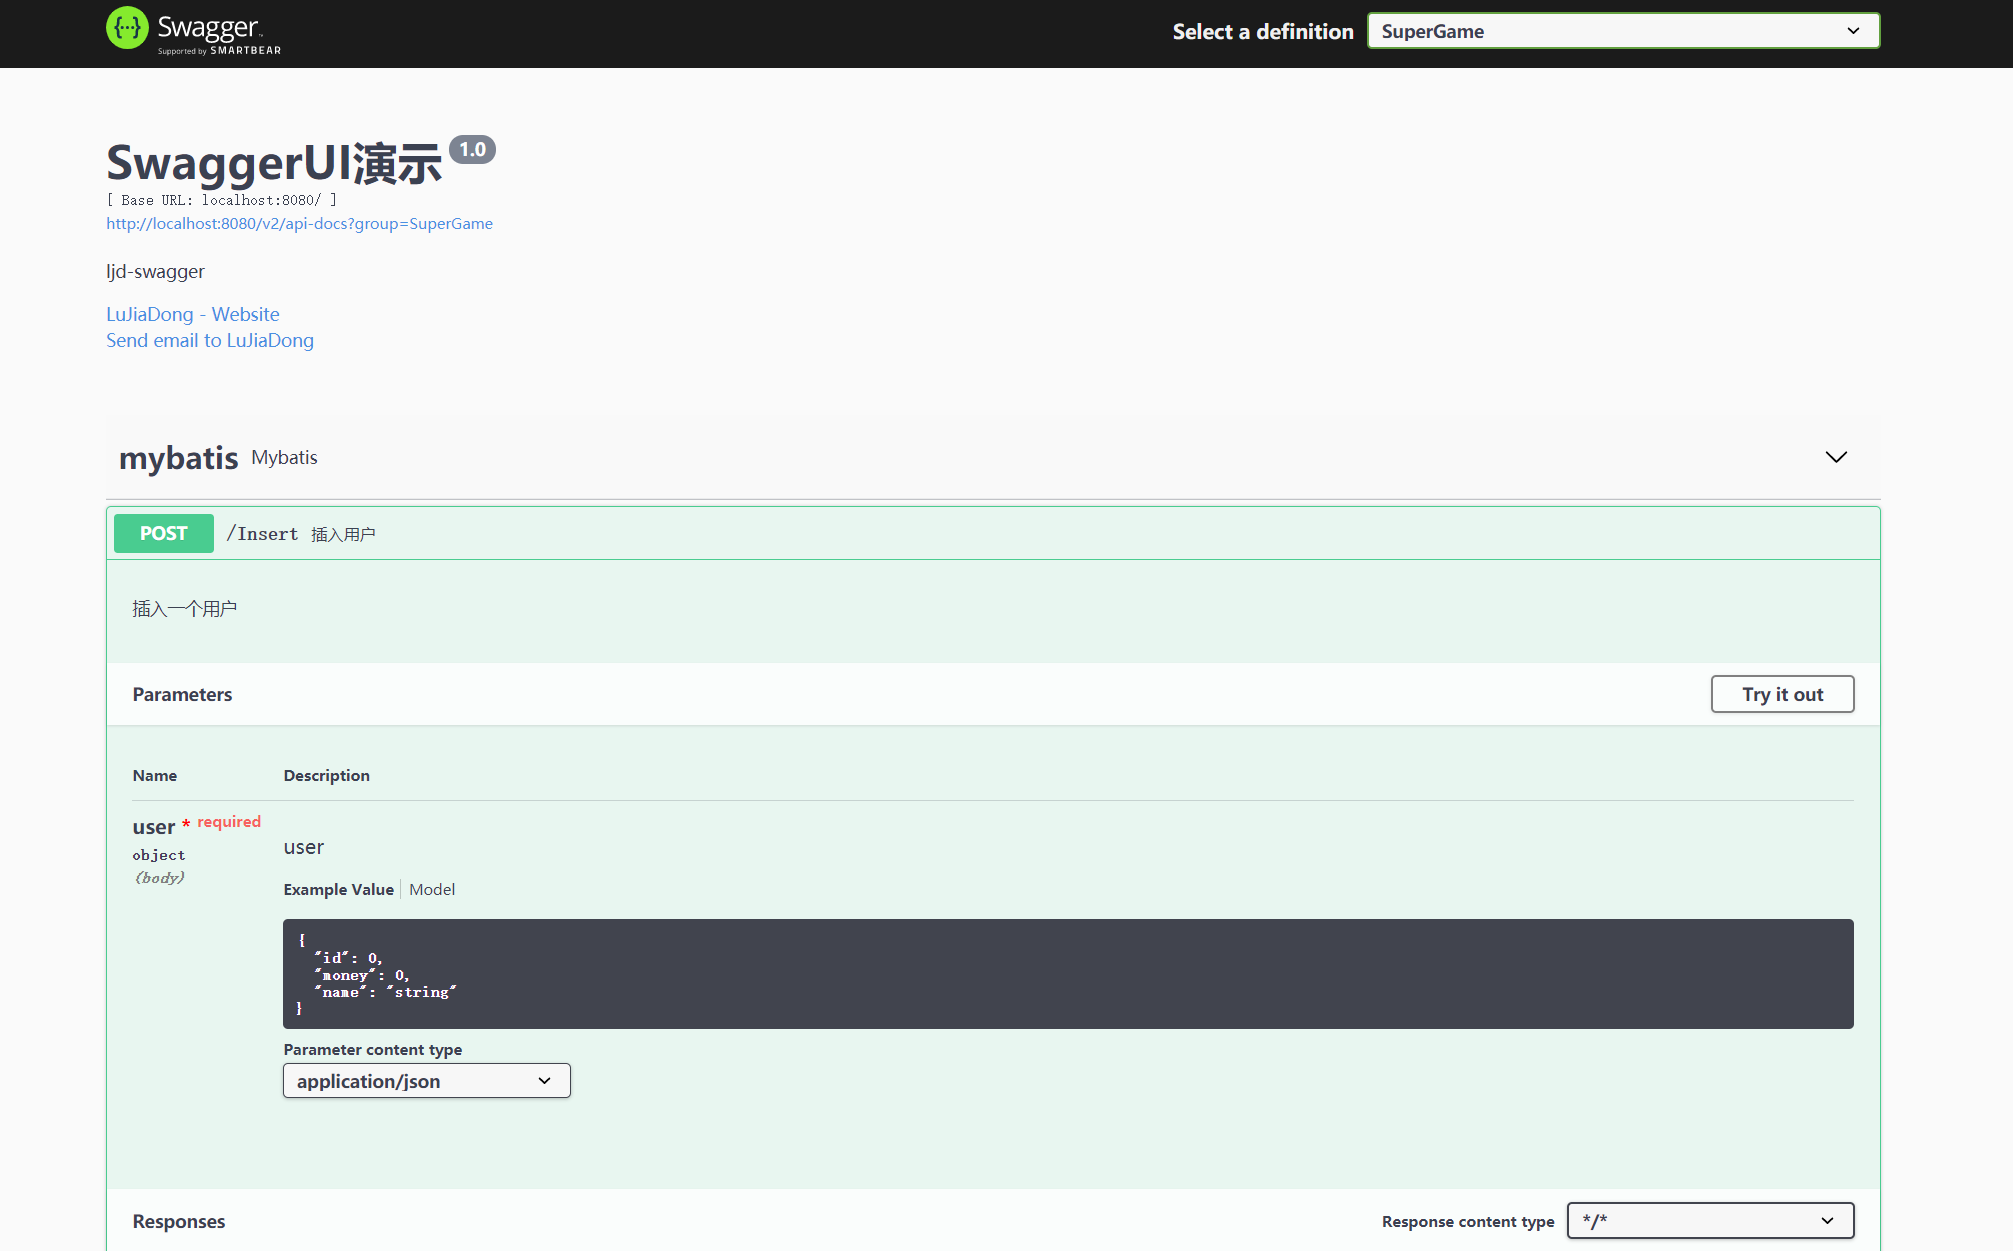 Swagger
Supported by SMARTBEAR
Select a definition
SuperGame
SwaggerUI演示 1.0
[ Base URL: localhost:8080/ ]
http://localhost:8080/v2/api-docs?group=SuperGame
ljd-swagger
LuJiaDong - Website
Send email to LuJiaDong
mybatis Mybatis
POST /Insert 插入用户
插入一个用户
Parameters
Try it out
Name Description
user * required
object
(body)
user
Example Value Model
{
"id": 0,
"money": 0,
"name": "string"
}
Parameter content type
application/json
Responses
Response content type
*/*